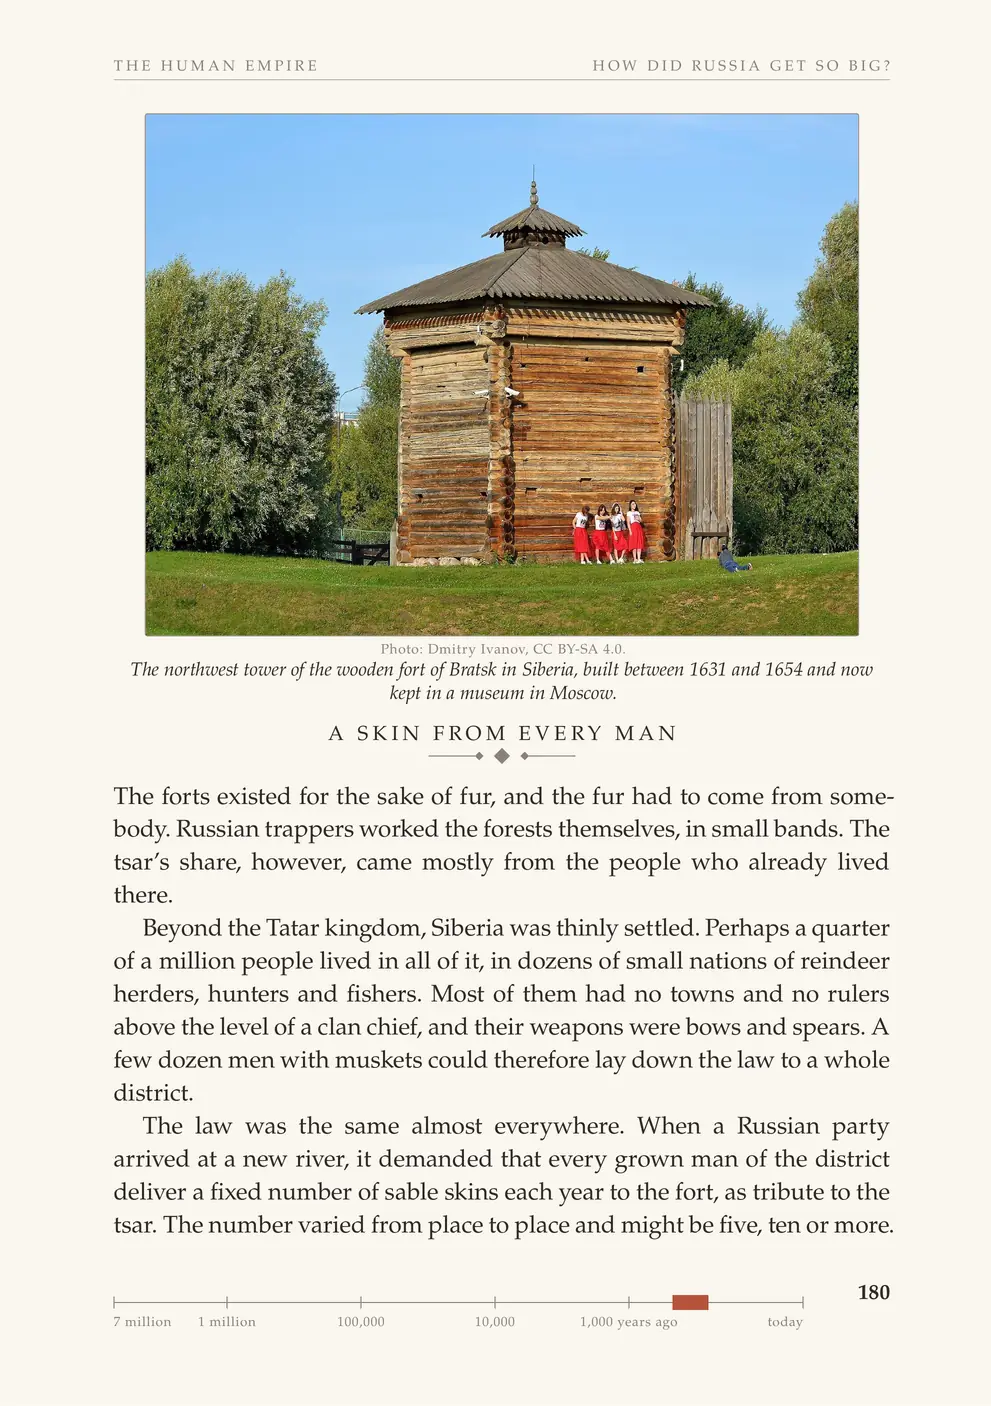 THE HUMAN EMPIRE
HOW DID RUSSIA GET SO BIG?
Photo: Dmitry Ivanov, CC BY-SA 4.0.
The northwest tower of the wooden fort of Bratsk in Siberia, built between 1631 and 1654 and now
kept in a museum in Moscow.
A SKIN FROM EVERY MAN
The forts existed for the sake of fur, and the fur had to come from some-
body. Russian trappers worked the forests themselves, in small bands. The
tsar’s share, however, came mostly from the people who already lived
there.
Beyond the Tatar kingdom, Siberia was thinly settled. Perhaps a quarter
of a million people lived in all of it, in dozens of small nations of reindeer
herders, hunters and fishers. Most of them had no towns and no rulers
above the level of a clan chief, and their weapons were bows and spears. A
few dozen men with muskets could therefore lay down the law to a whole
district.
The law was the same almost everywhere. When a Russian party
arrived at a new river, it demanded that every grown man of the district
deliver a fixed number of sable skins each year to the fort, as tribute to the
tsar. The number varied from place to place and might be five, ten or more.
180
7 million 1 million 100,000 10,000 1,000 years ago today